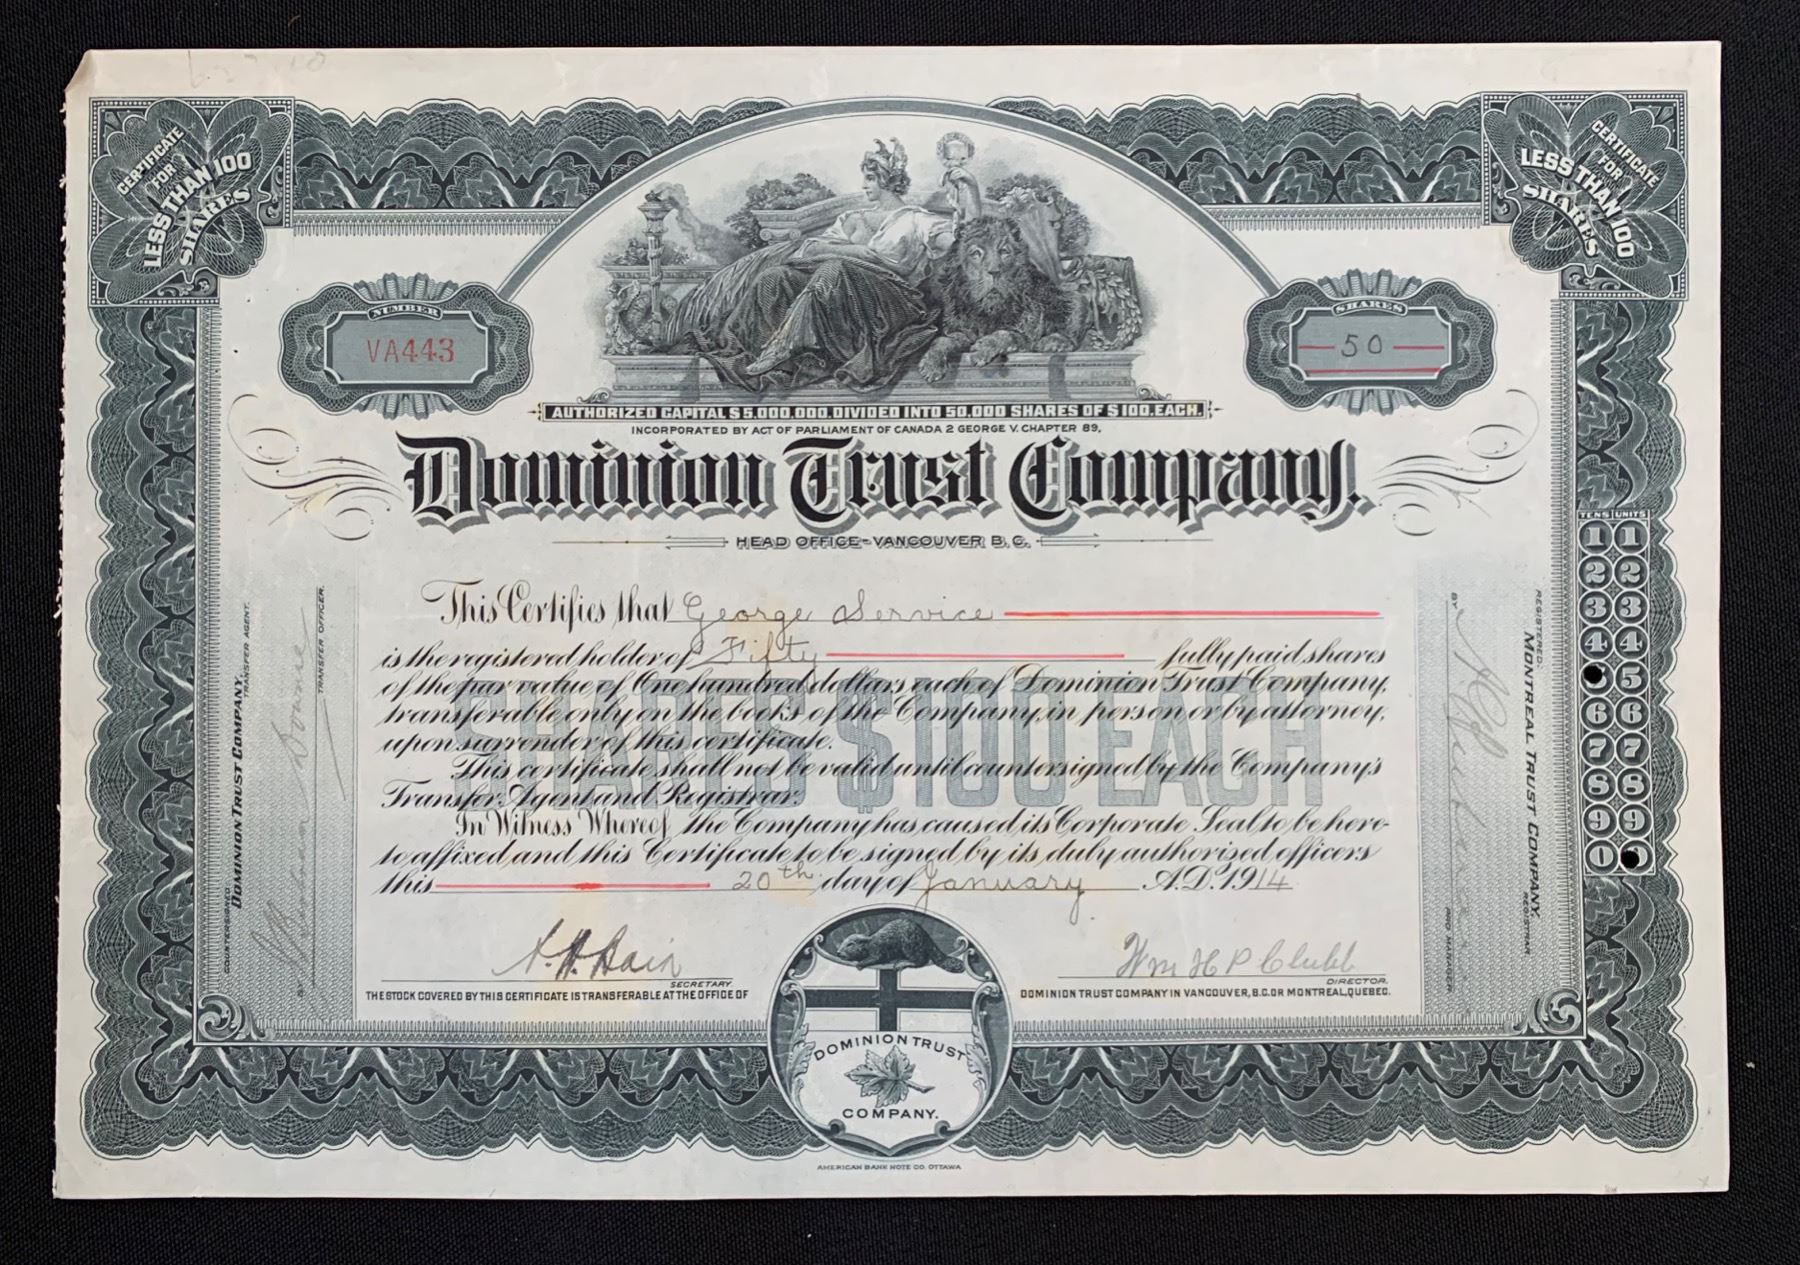 CERTIFICATE
FOR
LESS THAN 100
SHARES
CERTIFICATE
FOR
LESS THAN 100
SHARES
NUMBER
VA443
SHARES
50
AUTHORIZED CAPITAL $5,000,000, DIVIDED INTO 50,000 SHARES OF $100, EACH.
INCORPORATED BY ACT OF PARLIAMENT OF CANADA 2 GEORGE V. CHAPTER 89.
Dominion Trust Company.
HEAD OFFICE-VANCOUVER B.C.
This Certifies that George Service
is the registered holder of Fifty fully paid shares
of the par value of One hundred dollars each of Dominion Trust Company,
transferable only on the books of the Company, in person or by attorney,
upon surrender of this certificate.
This certificate shall not be valid until countersigned by the Company's
Transfer Agent and Registrar.
In Witness Whereof the Company has caused its Corporate Seal to be here-
to affixed and this Certificate to be signed by its duly authorised officers
this 20th day of January A.D. 1914
SHARES $100 EACH
SECRETARY.
Wm H P Clubb
DIRECTOR.
THE STOCK COVERED BY THIS CERTIFICATE IS TRANSFERABLE AT THE OFFICE OF
DOMINION TRUST COMPANY IN VANCOUVER, B.C. OR MONTREAL, QUEBEC.
DOMINION TRUST
COMPANY.
AMERICAN BANK NOTE CO. OTTAWA
COUNTERSIGNED
DOMINION TRUST COMPANY,
TRANSFER AGENT.
BY
TRANSFER OFFICER.
REGISTERED:
MONTREAL TRUST COMPANY,
REGISTRAR
BY
PRO MANAGER
TENS UNITS
1 1
2 2
3 3
4 4
5
6 6
7 7
8 8
9 9
0